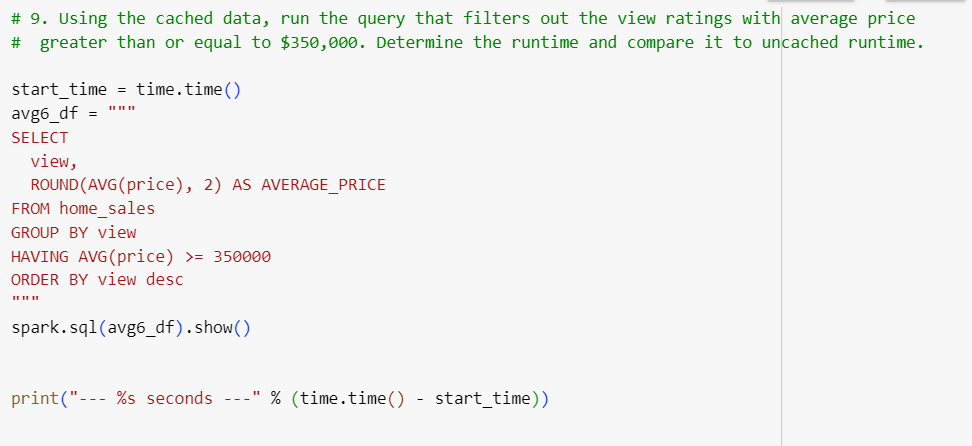 # 9. Using the cached data, run the query that filters out the view ratings with average price
#  greater than or equal to $350,000. Determine the runtime and compare it to uncached runtime.
start_time = time.time()
avg6_df = """
SELECT
  view,
  ROUND(AVG(price), 2) AS AVERAGE_PRICE
FROM home_sales
GROUP BY view
HAVING AVG(price) >= 350000
ORDER BY view desc
"""
spark.sql(avg6_df).show()
print("--- %s seconds ---" % (time.time() - start_time))